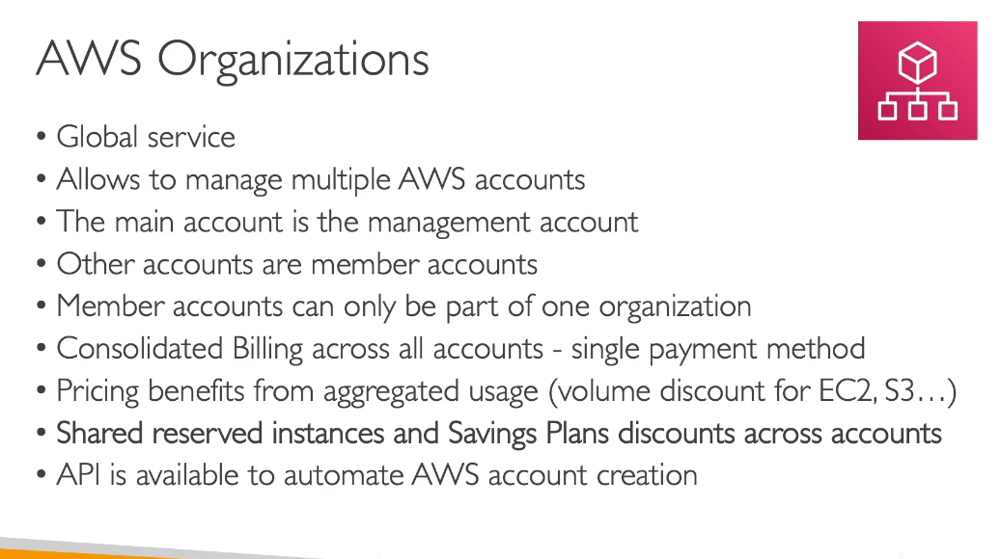 AWS Organizations
• Global service
• Allows to manage multiple AWS accounts
• The main account is the management account
• Other accounts are member accounts
• Member accounts can only be part of one organization
• Consolidated Billing across all accounts - single payment method
• Pricing benefits from aggregated usage (volume discount for EC2, S3…)
• Shared reserved instances and Savings Plans discounts across accounts
• API is available to automate AWS account creation